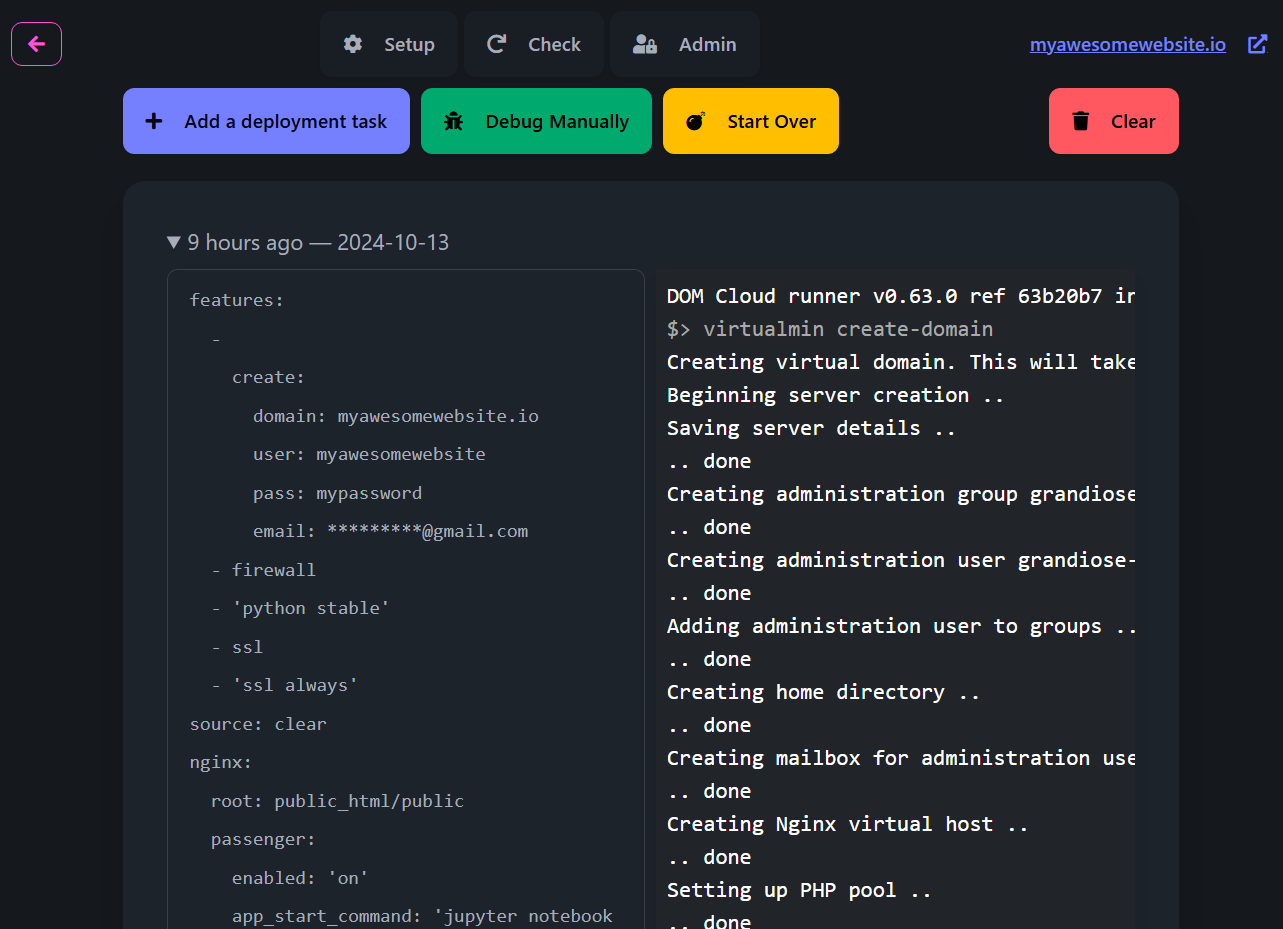 Setup Check Admin myawesomewebsite.io
Add a deployment task Debug Manually Start Over Clear
▼ 9 hours ago — 2024-10-13
features:
-
create:
domain: myawesomewebsite.io
user: myawesomewebsite
pass: mypassword
email: *********@gmail.com
- firewall
- 'python stable'
- ssl
- 'ssl always'
source: clear
nginx:
root: public_html/public
passenger:
enabled: 'on'
app_start_command: 'jupyter notebook
DOM Cloud runner v0.63.0 ref 63b20b7 in
$> virtualmin create-domain
Creating virtual domain. This will take
Beginning server creation ..
Saving server details ..
.. done
Creating administration group grandiose
.. done
Creating administration user grandiose-
.. done
Adding administration user to groups ..
.. done
Creating home directory ..
.. done
Creating mailbox for administration use
.. done
Creating Nginx virtual host ..
.. done
Setting up PHP pool ..
.. done